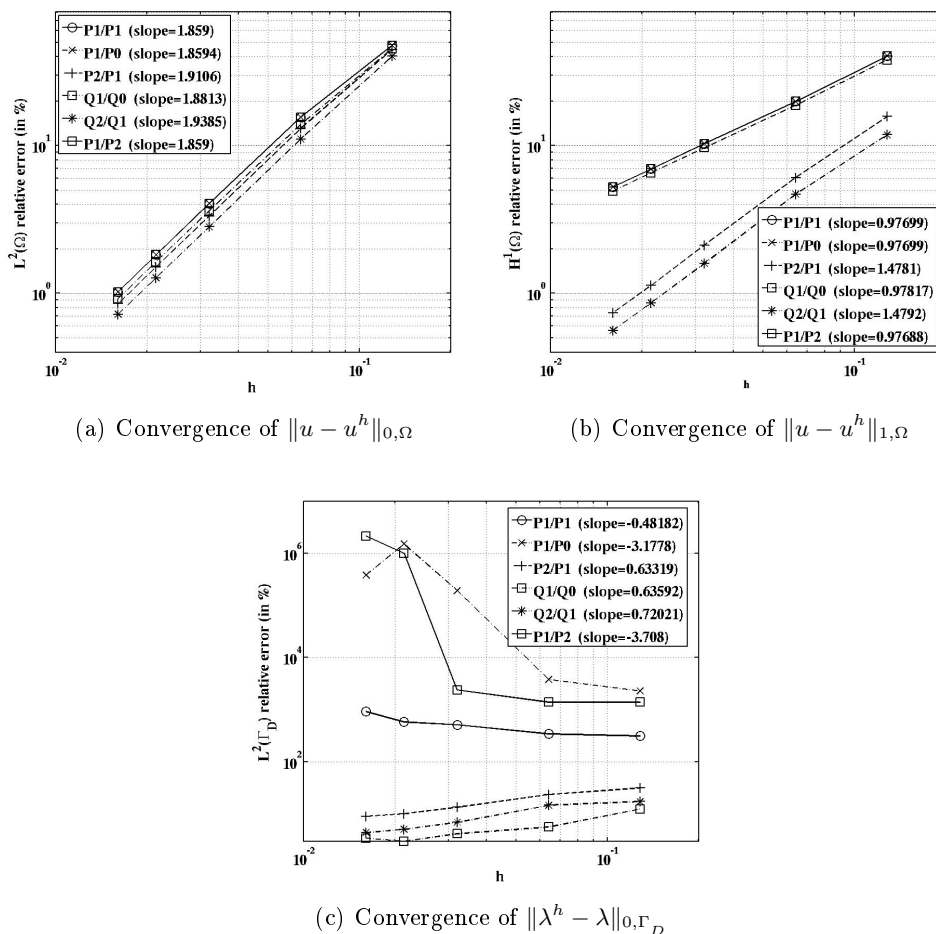 P1/P1 (slope=1.859)
P1/P0 (slope=1.8594)
P2/P1 (slope=1.9106)
Q1/Q0 (slope=1.8813)
Q2/Q1 (slope=1.9385)
P1/P2 (slope=1.859)
L²(Ω) relative error (in %)
10¹
10⁰
10⁻²
10⁻¹
h
(a) Convergence of ‖u − uʰ‖₀,Ω
P1/P1 (slope=0.97699)
P1/P0 (slope=0.97699)
P2/P1 (slope=1.4781)
Q1/Q0 (slope=0.97817)
Q2/Q1 (slope=1.4792)
P1/P2 (slope=0.97688)
H¹(Ω) relative error (in %)
10¹
10⁰
10⁻²
10⁻¹
h
(b) Convergence of ‖u − uʰ‖₁,Ω
P1/P1 (slope=-0.48182)
P1/P0 (slope=-3.1778)
P2/P1 (slope=0.63319)
Q1/Q0 (slope=0.63592)
Q2/Q1 (slope=0.72021)
P1/P2 (slope=-3.708)
L²(Γ_D) relative error (in %)
10⁶
10⁴
10²
10⁻²
10⁻¹
h
(c) Convergence of ‖λʰ − λ‖₀,Γ_D